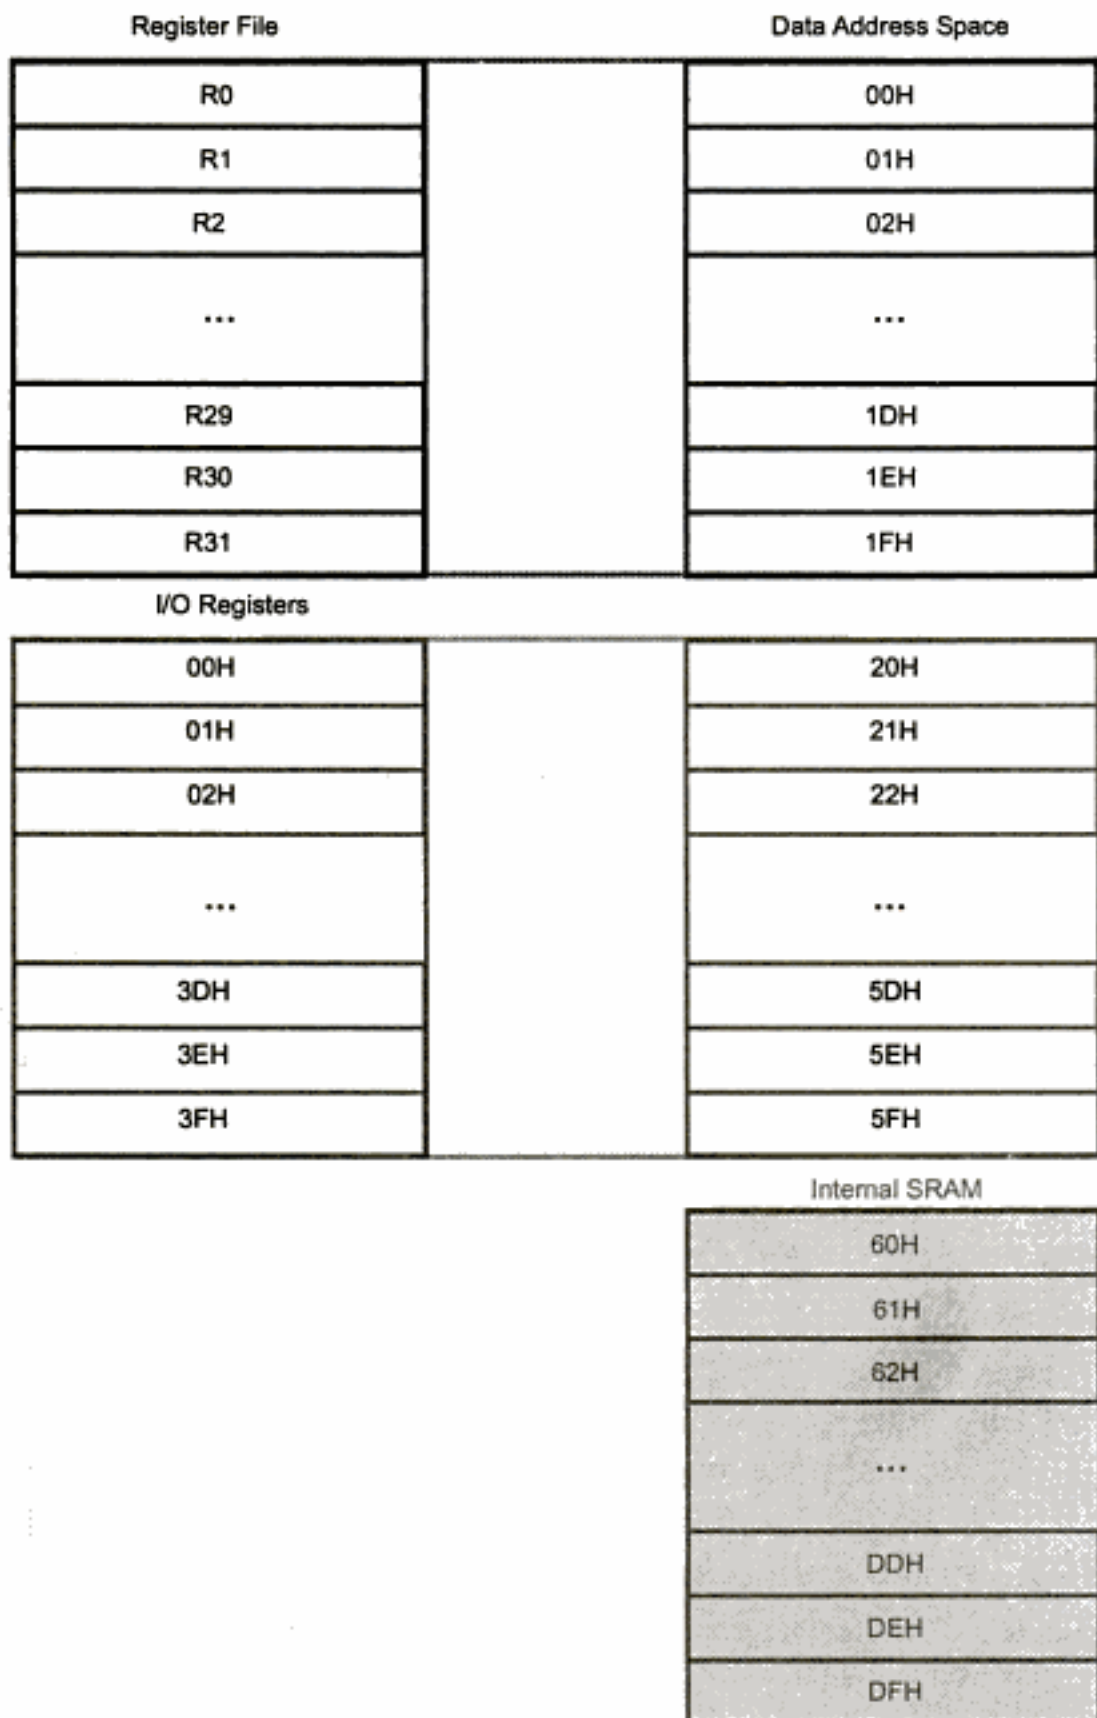 Register File Data Address Space
R0 00H
R1 01H
R2 02H
... ...
R29 1DH
R30 1EH
R31 1FH
I/O Registers
00H 20H
01H 21H
02H 22H
... ...
3DH 5DH
3EH 5EH
3FH 5FH
Internal SRAM
60H
61H
62H
...
DDH
DEH
DFH